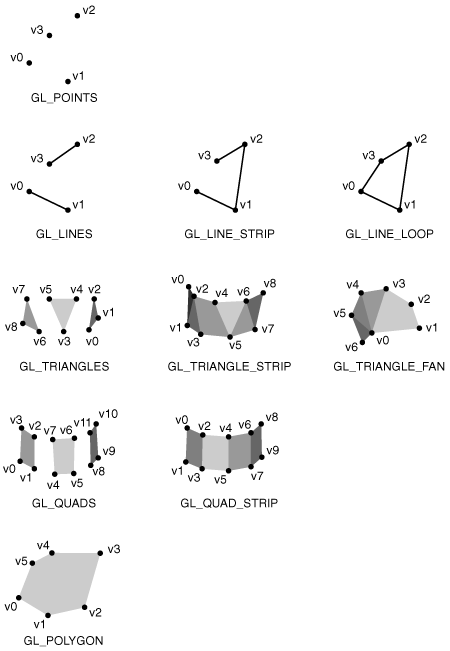 v2
v3
v0
v1
GL_POINTS
v2
v3
v0
v1
GL_LINES
v2
v3
v0
v1
GL_LINE_STRIP
v2
v3
v0
v1
GL_LINE_LOOP
v7 v5 v4 v2
v1
v8 v6 v3 v0
GL_TRIANGLES
v0
v2 v4 v6 v8
v1 v3 v5 v7
GL_TRIANGLE_STRIP
v4 v3
v2
v5
v6 v0 v1
GL_TRIANGLE_FAN
v3 v2 v7 v6 v11 v10
v0 v1 v4 v5 v8 v9
GL_QUADS
v0 v2 v4 v6 v8
v1 v3 v5 v7 v9
GL_QUAD_STRIP
v4 v3
v5
v0
v1 v2
GL_POLYGON